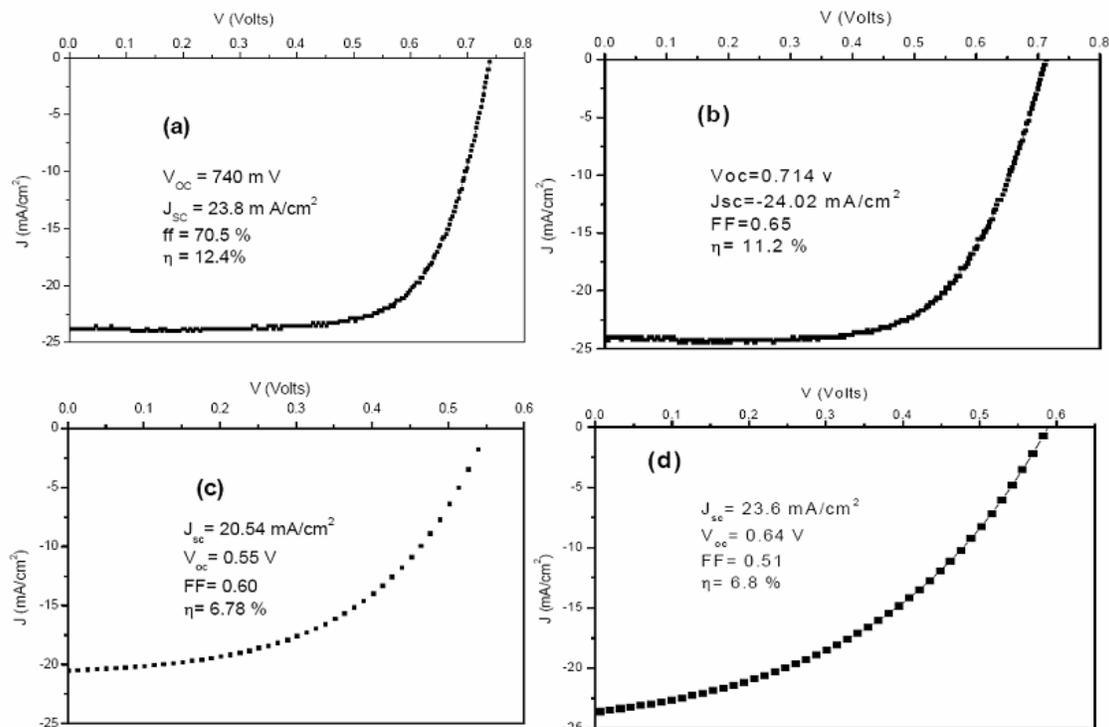 V (Volts)
0.0 0.1 0.2 0.3 0.4 0.5 0.6 0.7 0.8
0
-5
-10
-15
-20
-25
J (mA/cm²)
(a)
V_OC = 740 m V
J_SC = 23.8 m A/cm²
ff = 70.5 %
η = 12.4%
V (Volts)
0.0 0.1 0.2 0.3 0.4 0.5 0.6 0.7 0.8
0
-5
-10
-15
-20
-25
J (mA/cm²)
(b)
Voc=0.714 v
Jsc=-24.02 mA/cm²
FF=0.65
η= 11.2 %
V (Volts)
0.0 0.1 0.2 0.3 0.4 0.5 0.6
0
-5
-10
-15
-20
-25
J (mA/cm²)
(c)
J_sc= 20.54 mA/cm²
V_oc= 0.55 V
FF= 0.60
η= 6.78 %
V (Volts)
0.0 0.1 0.2 0.3 0.4 0.5 0.6
0
-5
-10
-15
-20
-25
J (mA/cm²)
(d)
J_sc= 23.6 mA/cm²
V_oc= 0.64 V
FF= 0.51
η= 6.8 %